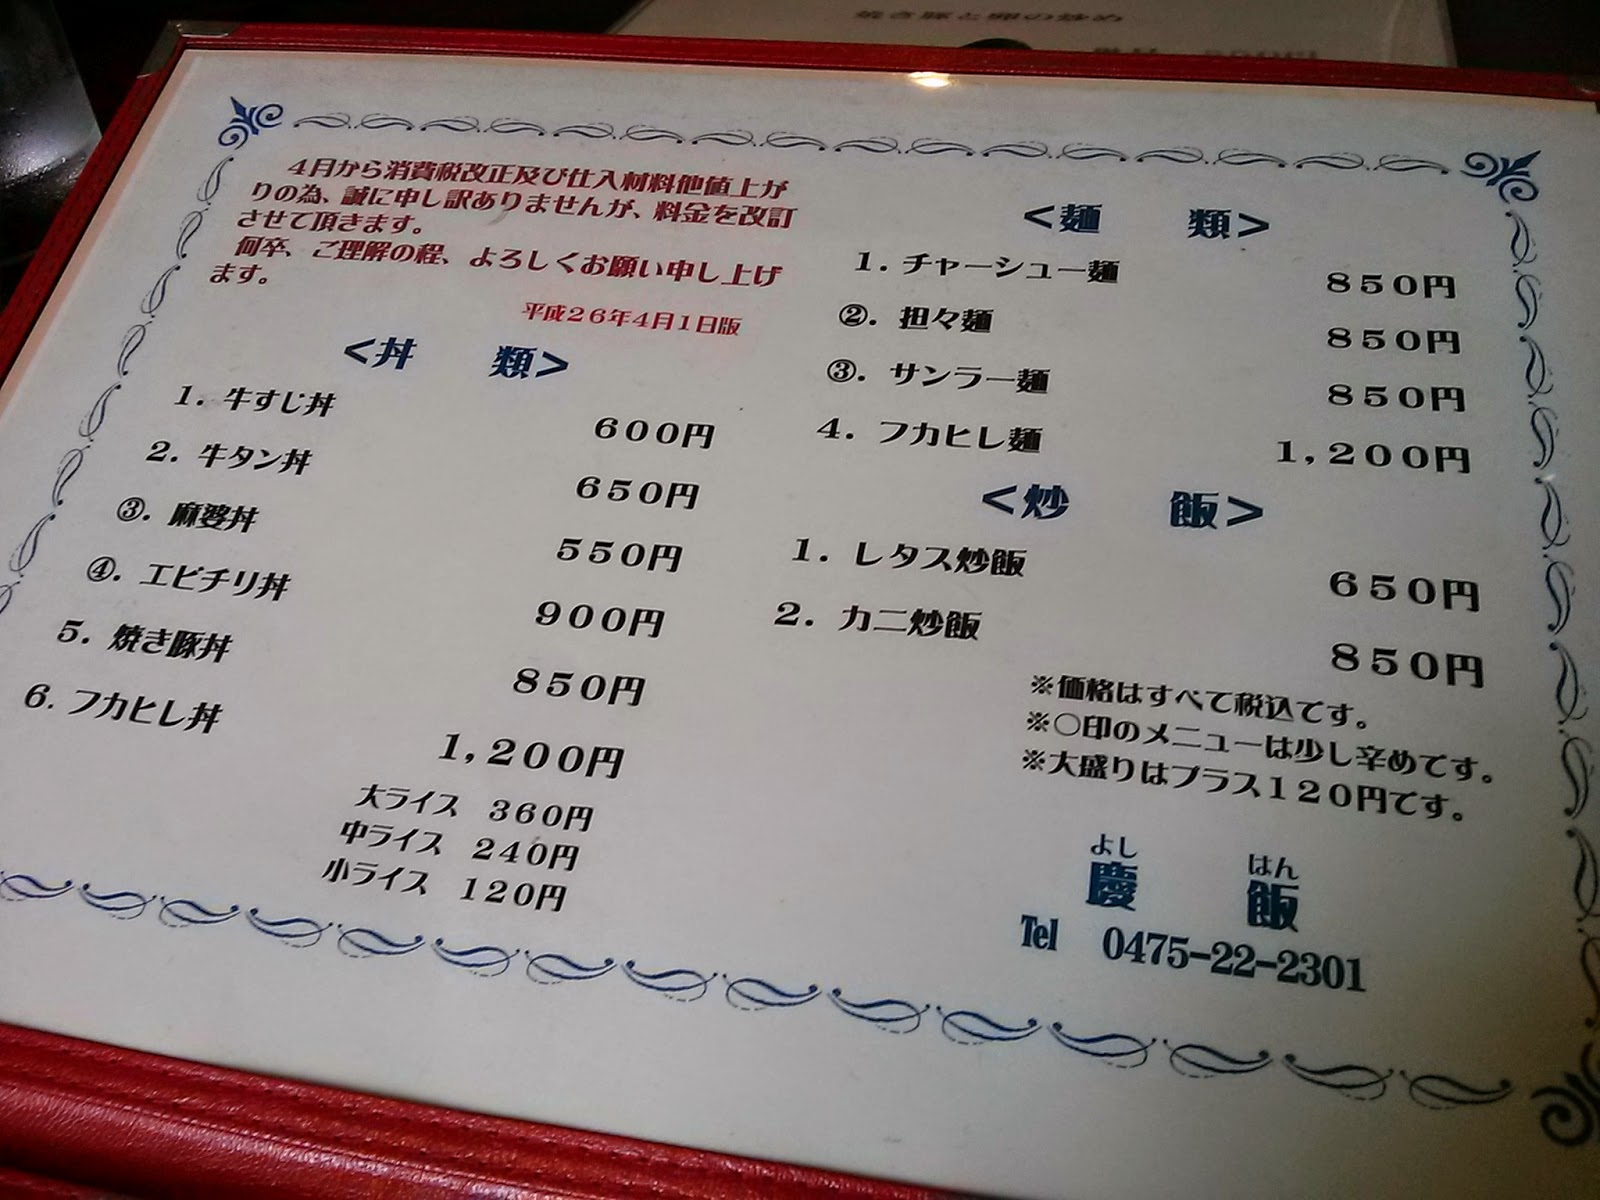 4月から消費税改正及び仕入材料他値上が
りの為、誠に申し訳ありませんが、料金を改訂
させて頂きます。
何卒、ご理解の程、よろしくお願い申し上げ
ます。
平成26年4月1日版
<丼　類>
1. 牛すじ丼 600円
2. 牛タン丼 650円
③. 麻婆丼 550円
④. エビチリ丼 900円
5. 焼き豚丼 850円
6. フカヒレ丼 1,200円
大ライス 360円
中ライス 240円
小ライス 120円
<麺　類>
1. チャーシュー麺 850円
②. 担々麺 850円
③. サンラー麺 850円
4. フカヒレ麺 1,200円
<炒　飯>
1. レタス炒飯 650円
2. カニ炒飯 850円
※価格はすべて税込です。
※〇印のメニューは少し辛めです。
※大盛りはプラス120円です。
よし　はん
慶　飯
Tel 0475-22-2301